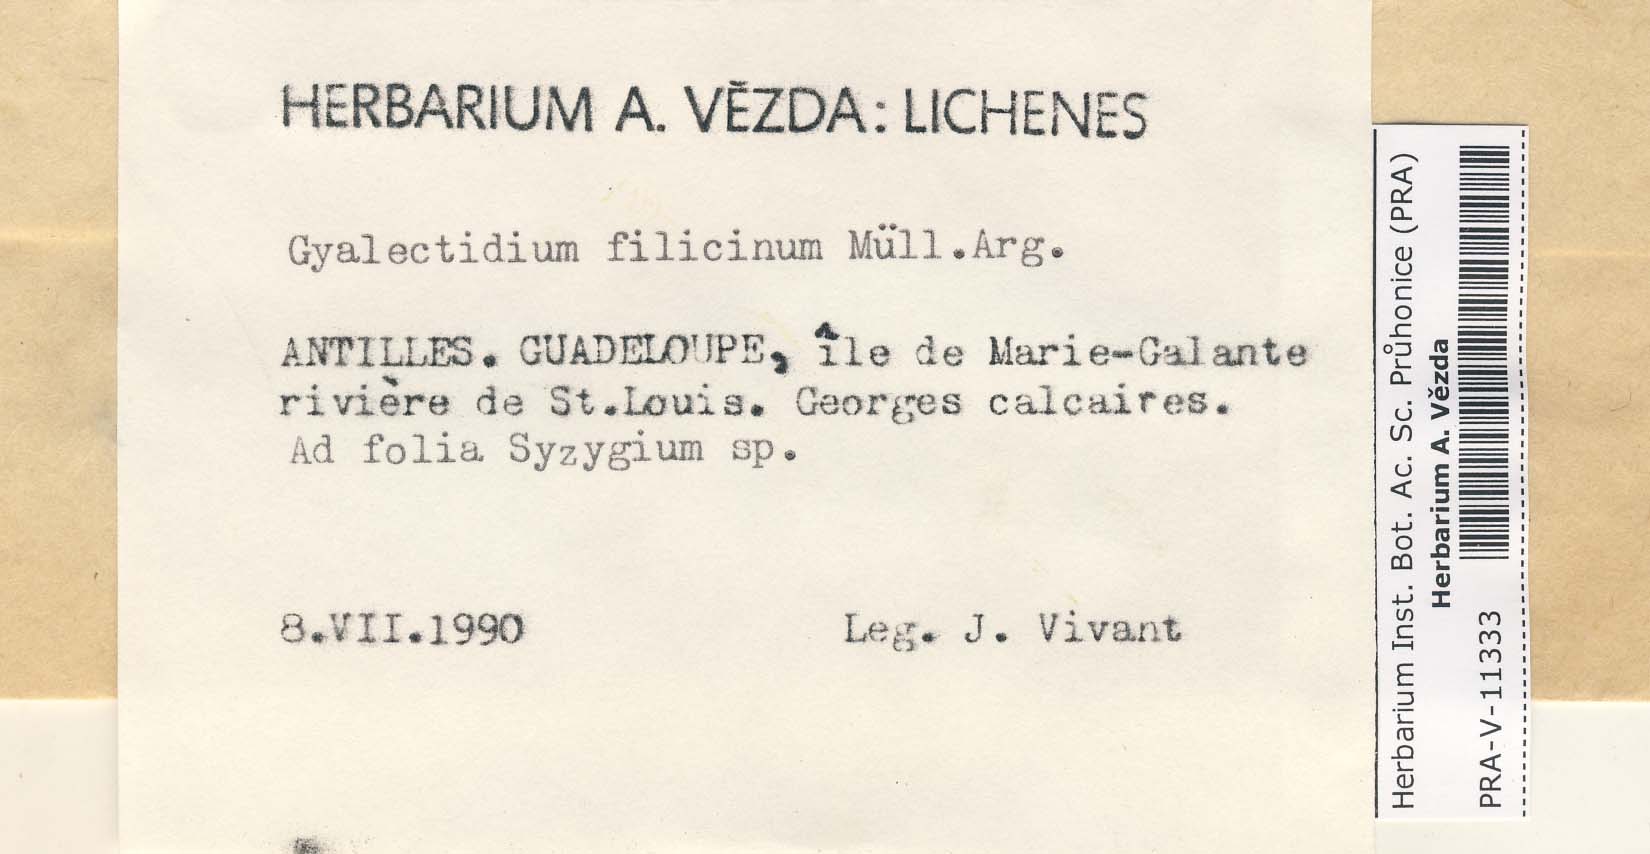 HERBARIUM A. VĚZDA: LICHENES
Gyalectidium filicinum Müll.Arg.
ANTILLES. GUADELOUPE, île de Marie-Galante
rivière de St.Louis. Georges calcaires.
Ad folia Syzygium sp.
8.VII.1990 Leg. J. Vivant
Herbarium Inst. Bot. Ac. Sc. Průhonice (PRA)
Herbarium A. Vězda
PRA-V-11333